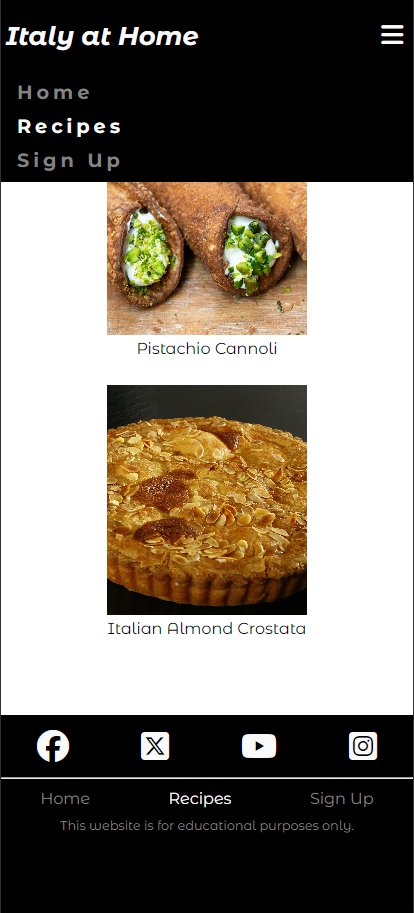 Italy at Home
Home
Recipes
Sign Up
Pistachio Cannoli
Italian Almond Crostata
Home Recipes Sign Up
This website is for educational purposes only.